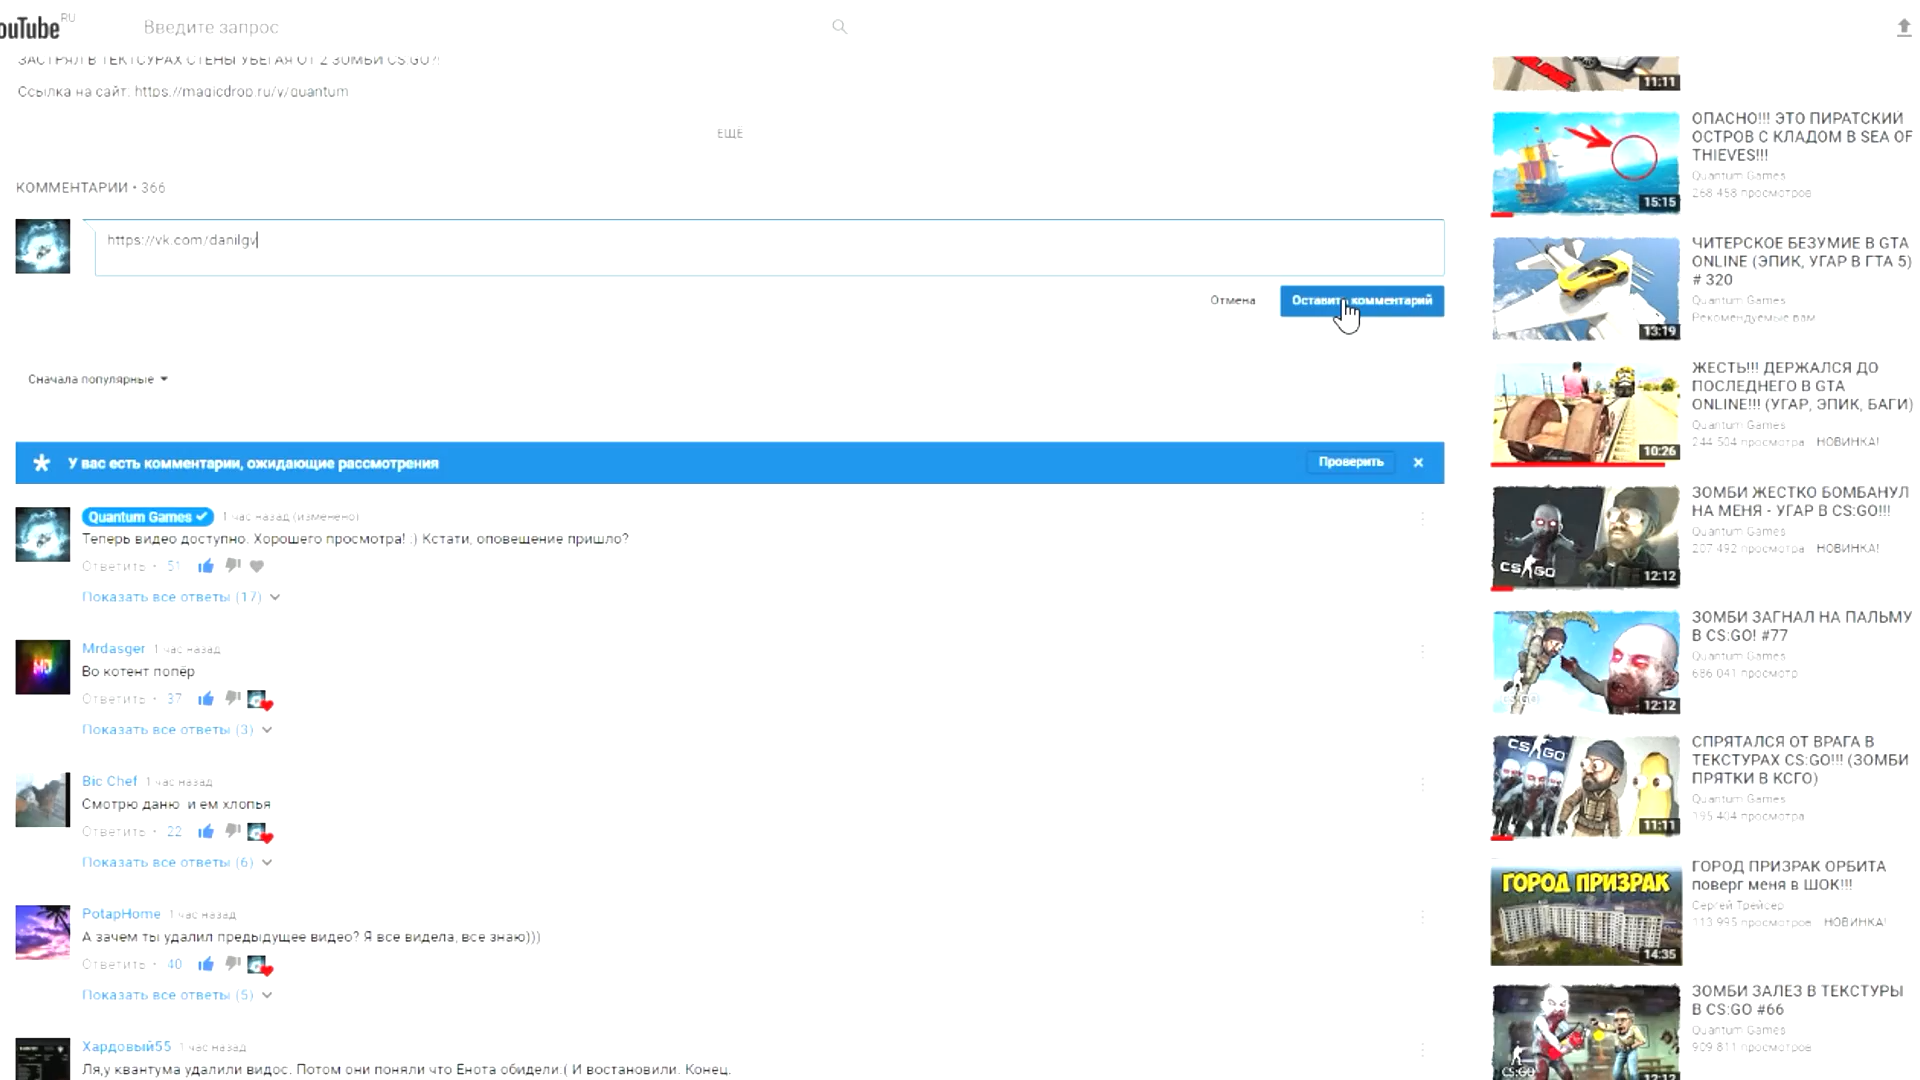 ouTube RU
Введите запрос
ЗАСТРЯЛ В ТЕКТСУРАХ СТЕНЫ УБЕГАЯ ОТ 2 ЗОМБИ CS:GO?!
Ссылка на сайт: https://magicdrop.ru/y/quantum
ЕЩЁ
КОММЕНТАРИИ • 366
https://vk.com/danilgv
Отмена
Оставить комментарий
Сначала популярные
У вас есть комментарии, ожидающие рассмотрения
Проверить
Quantum Games 1 час назад (изменено)
Теперь видео доступно. Хорошего просмотра! :) Кстати, оповещение пришло?
Ответить • 51
Показать все ответы (17)
Mrdasger 1 час назад
Во котент попёр
Ответить • 37
Показать все ответы (3)
Bic Chef 1 час назад
Смотрю даню и ем хлопья
Ответить • 22
Показать все ответы (6)
PotapHome 1 час назад
А зачем ты удалил предыдущее видео? Я все видела, все знаю)))
Ответить • 40
Показать все ответы (5)
Хардовый55 1 час назад
Ля,у квантума удалили видос. Потом они поняли что Енота обидели.( И востановили. Конец.
11:11
15:15
ОПАСНО!!! ЭТО ПИРАТСКИЙ
ОСТРОВ С КЛАДОМ В SEA OF
THIEVES!!!
Quantum Games
268 458 просмотров
13:19
ЧИТЕРСКОЕ БЕЗУМИЕ В GTA
ONLINE (ЭПИК, УГАР В ГТА 5)
# 320
Quantum Games
Рекомендуемые вам
10:26
ЖЕСТЬ!!! ДЕРЖАЛСЯ ДО
ПОСЛЕДНЕГО В GTA
ONLINE!!! (УГАР, ЭПИК, БАГИ)
Quantum Games
244 504 просмотра НОВИНКА!
CS GO
12:12
ЗОМБИ ЖЕСТКО БОМБАНУЛ
НА МЕНЯ - УГАР В CS:GO!!!
Quantum Games
207 492 просмотра НОВИНКА!
12:12
ЗОМБИ ЗАГНАЛ НА ПАЛЬМУ
В CS:GO! #77
Quantum Games
686 041 просмотр
CS GO
11:11
СПРЯТАЛСЯ ОТ ВРАГА В
ТЕКСТУРАХ CS:GO!!! (ЗОМБИ
ПРЯТКИ В КСГО)
Quantum Games
195 404 просмотра
ГОРОД ПРИЗРАК
14:35
ГОРОД ПРИЗРАК ОРБИТА
поверг меня в ШОК!!!
Сергей Трейсер
113 995 просмотров НОВИНКА!
CS:GO
12:12
ЗОМБИ ЗАЛЕЗ В ТЕКСТУРЫ
В CS:GO #66
Quantum Games
909 811 просмотров